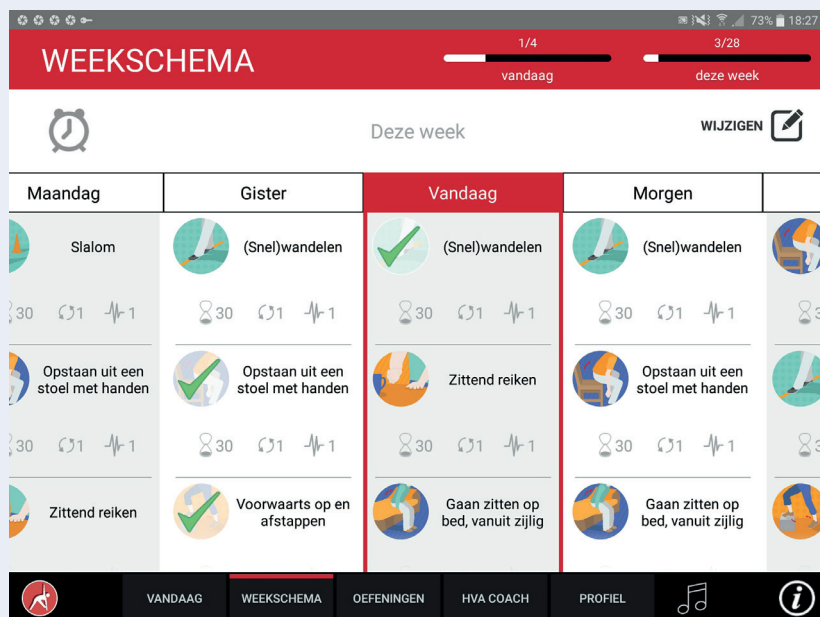 73% 18:27
WEEKSCHEMA
1/4
vandaag
3/28
deze week
Deze week
WIJZIGEN
Maandag
Gister
Vandaag
Morgen
Slalom
(Snel)wandelen
(Snel)wandelen
(Snel)wandelen
30 1 1
30 1 1
30 1 1
30 1 1
Opstaan uit een
stoel met handen
Opstaan uit een
stoel met handen
Zittend reiken
Opstaan uit een
stoel met handen
30 1 1
30 1 1
30 1 1
30 1 1
Zittend reiken
Voorwaarts op en
afstappen
Gaan zitten op
bed, vanuit zijlig
Gaan zitten op
bed, vanuit zijlig
VANDAAG
WEEKSCHEMA
OEFENINGEN
HVA COACH
PROFIEL
i